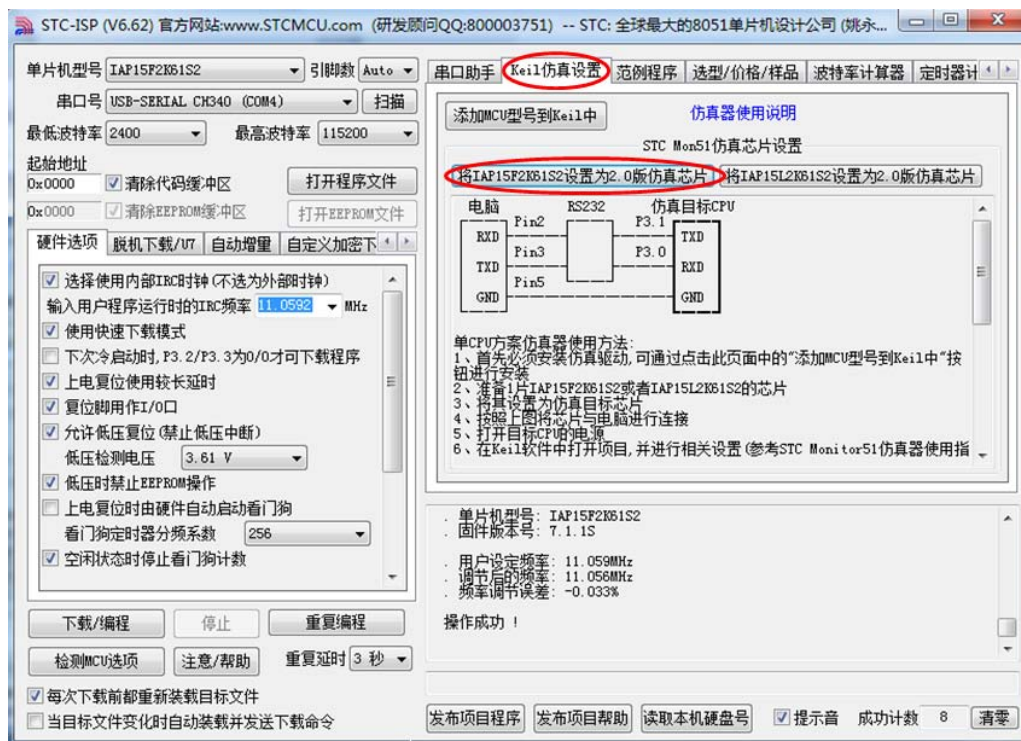 STC-ISP (V6.62) 官方网站:www.STCMCU.com (研发顾问QQ:800003751) -- STC: 全球最大的8051单片机设计公司 (姚永...
单片机型号 IAP15F2K61S2 引脚数 Auto
串口号 USB-SERIAL CH340 (COM4) 扫描
最低波特率 2400 最高波特率 115200
起始地址
0x0000 清除代码缓冲区 打开程序文件
0x0000 清除EEPROM缓冲区 打开EEPROM文件
硬件选项 脱机下载/U7 自动增量 自定义加密下
选择使用内部IRC时钟(不选为外部时钟)
输入用户程序运行时的IRC频率 11.0592 MHz
使用快速下载模式
下次冷启动时,P3.2/P3.3为0/0才可下载程序
上电复位使用较长延时
复位脚用作I/O口
允许低压复位(禁止低压中断)
低压检测电压 3.61 V
低压时禁止EEPROM操作
上电复位时由硬件自动启动看门狗
看门狗定时器分频系数 256
空闲状态时停止看门狗计数
下载/编程 停止 重复编程
检测MCU选项 注意/帮助 重复延时 3 秒
每次下载前都重新装载目标文件
当目标文件变化时自动装载并发送下载命令
串口助手 Keil仿真设置 范例程序 选型/价格/样品 波特率计算器 定时器计
添加MCU型号到Keil中 仿真器使用说明
STC Mon51仿真芯片设置
将IAP15F2K61S2设置为2.0版仿真芯片 将IAP15L2K61S2设置为2.0版仿真芯片
电脑 RS232 仿真目标CPU
Pin2 P3.1
RXD TXD
Pin3 P3.0
TXD RXD
Pin5
GND GND
单CPU方案仿真器使用方法:
1、首先必须安装仿真驱动,可通过点击此页面中的“添加MCU型号到Keil中”按
钮进行安装
2、准备1片IAP15F2K61S2或者IAP15L2K61S2的芯片
3、将其设置为仿真目标芯片
4、按照上图将芯片与电脑进行连接
5、打开目标CPU的电源
6、在Keil软件中打开项目,并进行相关设置(参考STC Monitor51仿真器使用指
. 单片机型号: IAP15F2K61S2
. 固件版本号: 7.1.1S
. 用户设定频率: 11.059MHz
. 调节后的频率: 11.056MHz
. 频率调节误差: -0.033%
操作成功 !
发布项目程序 发布项目帮助 读取本机硬盘号 提示音 成功计数 8 清零